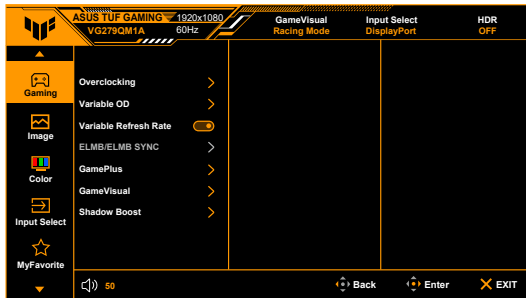 ASUS TUF GAMING 1920x1080
VG279QM1A 60Hz
GameVisual
Racing Mode
Input Select
DisplayPort
HDR
OFF
Gaming
Image
Color
Input Select
MyFavorite
Overclocking
Variable OD
Variable Refresh Rate
ELMB/ELMB SYNC
GamePlus
GameVisual
Shadow Boost
50
Back
Enter
EXIT